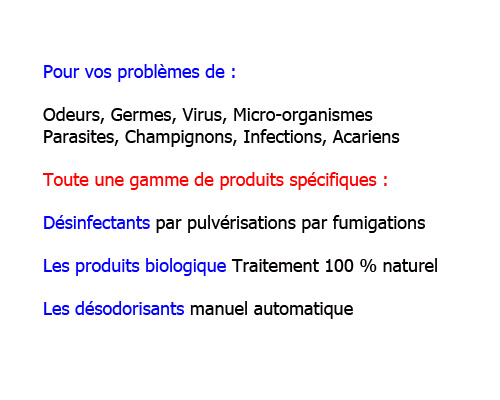 Pour vos problèmes de :
Odeurs, Germes, Virus, Micro-organismes
Parasites, Champignons, Infections, Acariens
Toute une gamme de produits spécifiques :
Désinfectants par pulvérisations par fumigations
Les produits biologique Traitement 100 % naturel
Les désodorisants manuel automatique